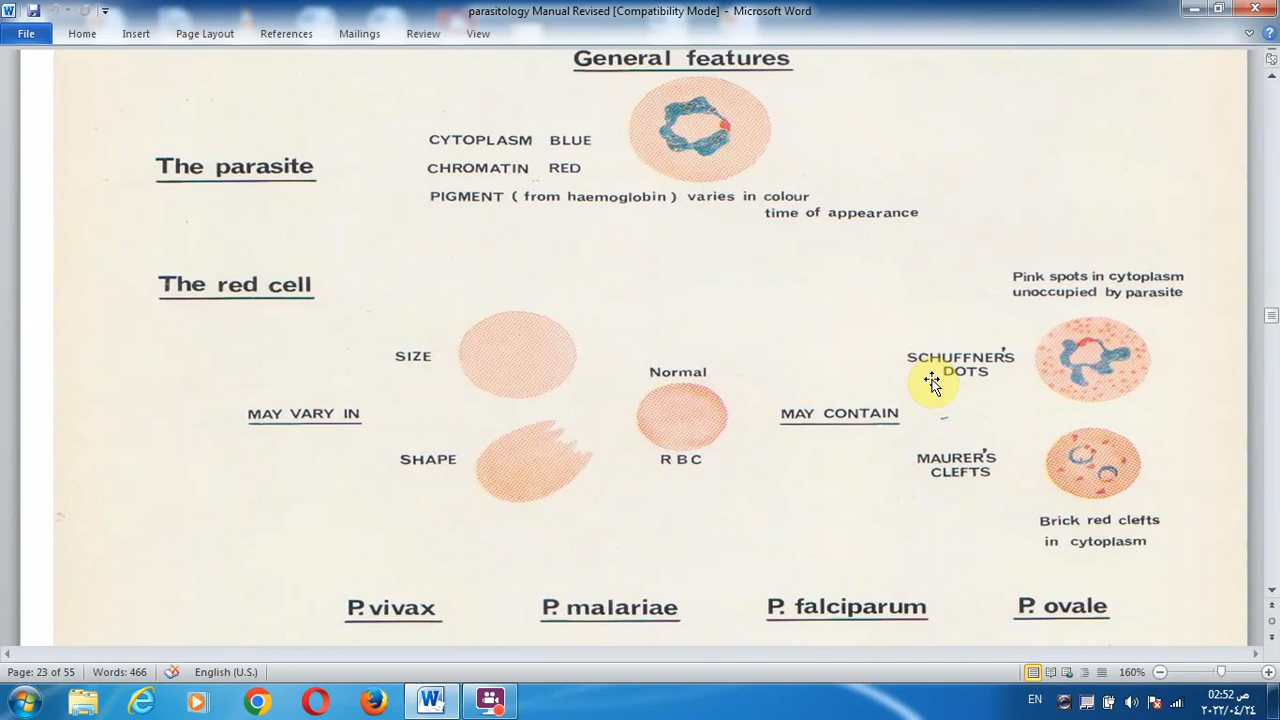 parasitology Manual Revised [Compatibility Mode] - Microsoft Word
File Home Insert Page Layout References Mailings Review View
General features
The parasite
CYTOPLASM BLUE
CHROMATIN RED
PIGMENT ( from haemoglobin ) varies in colour
time of appearance
The red cell
Pink spots in cytoplasm
unoccupied by parasite
SIZE
SCHUFFNER'S
DOTS
Normal
MAY VARY IN
MAY CONTAIN
SHAPE
R B C
MAURER'S
CLEFTS
Brick red clefts
in cytoplasm
P. vivax P. malariae P. falciparum P. ovale
Page: 23 of 55 Words: 466 English (U.S.) 160%
EN
02:52 ص
٢٠٢٢/٠٤/٢٤